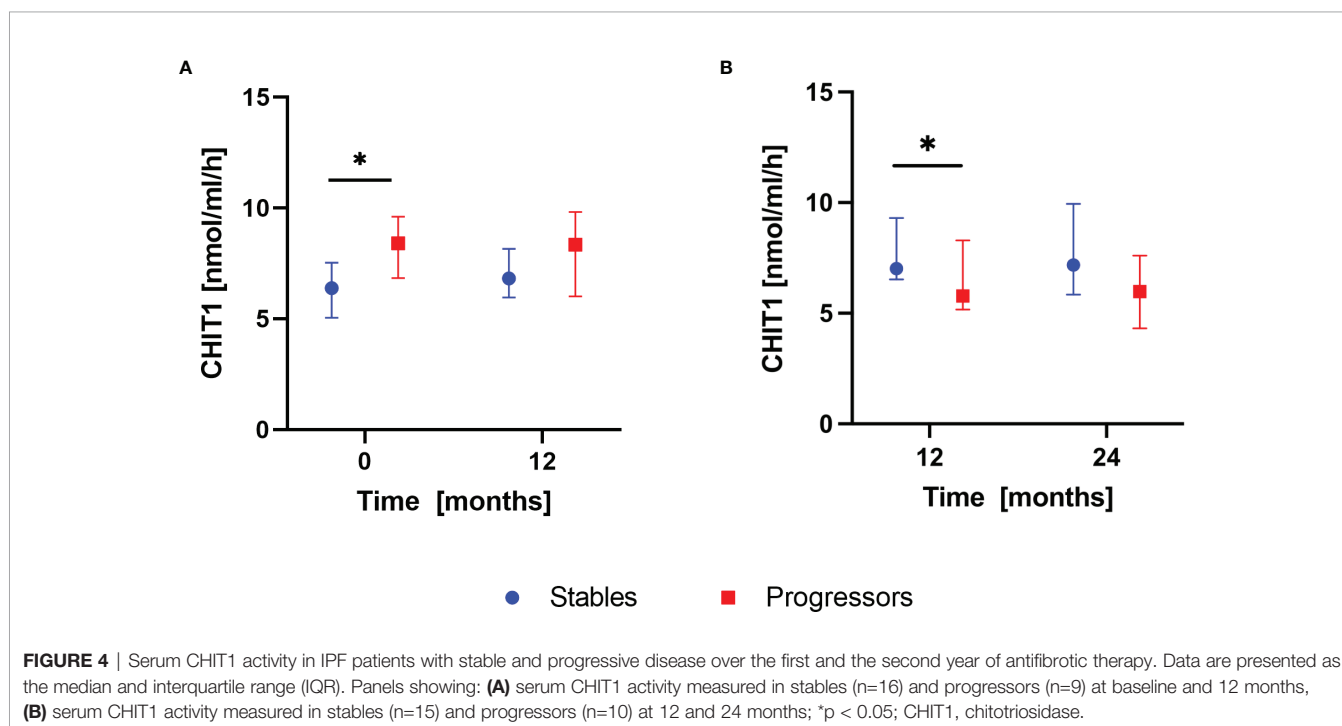 A
B
15
10
5
0
CHIT1 [nmol/ml/h]
*
0
12
Time [months]
15
10
5
0
CHIT1 [nmol/ml/h]
*
12
24
Time [months]
Stables
Progressors
FIGURE 4 | Serum CHIT1 activity in IPF patients with stable and progressive disease over the first and the second year of antifibrotic therapy. Data are presented as
the median and interquartile range (IQR). Panels showing: (A) serum CHIT1 activity measured in stables (n=16) and progressors (n=9) at baseline and 12 months,
(B) serum CHIT1 activity measured in stables (n=15) and progressors (n=10) at 12 and 24 months; *p < 0.05; CHIT1, chitotriosidase.